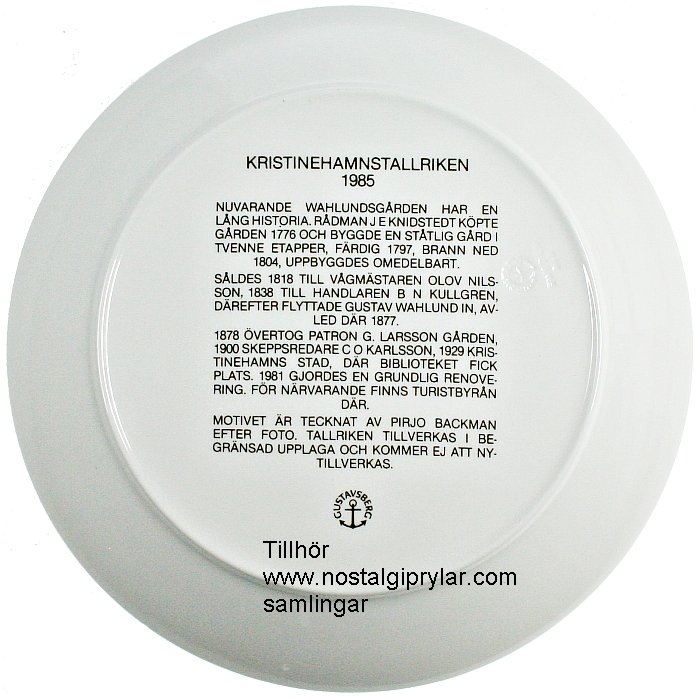 KRISTINEHAMNSTALLRIKEN
1985
NUVARANDE WAHLUNDSGÅRDEN HAR EN
LÅNG HISTORIA. RÅDMAN J E KNIDSTEDT KÖPTE
GÅRDEN 1776 OCH BYGGDE EN STÅTLIG GÅRD I
TVENNE ETAPPER, FÄRDIG 1797, BRANN NED
1804, UPPBYGGDES OMEDELBART.
SÅLDES 1818 TILL VÅGMÄSTAREN OLOV NILS-
SON, 1838 TILL HANDLAREN B N KULLGREN,
DÄREFTER FLYTTADE GUSTAV WAHLUND IN, AV-
LED DÄR 1877.
1878 ÖVERTOG PATRON G. LARSSON GÅRDEN,
1900 SKEPPSREDARE C O KARLSSON, 1929 KRIS-
TINEHAMNS STAD, DÄR BIBLIOTEKET FICK
PLATS. 1981 GJORDES EN GRUNDLIG RENOVE-
RING. FÖR NÄRVARANDE FINNS TURISTBYRÅN
DÄR.
MOTIVET ÄR TECKNAT AV PIRJO BACKMAN
EFTER FOTO. TALLRIKEN TILLVERKAS I BE-
GRÄNSAD UPPLAGA OCH KOMMER EJ ATT NY-
TILLVERKAS.
GUSTAVSBERG
Tillhör
www.nostalgiprylar.com
samlingar